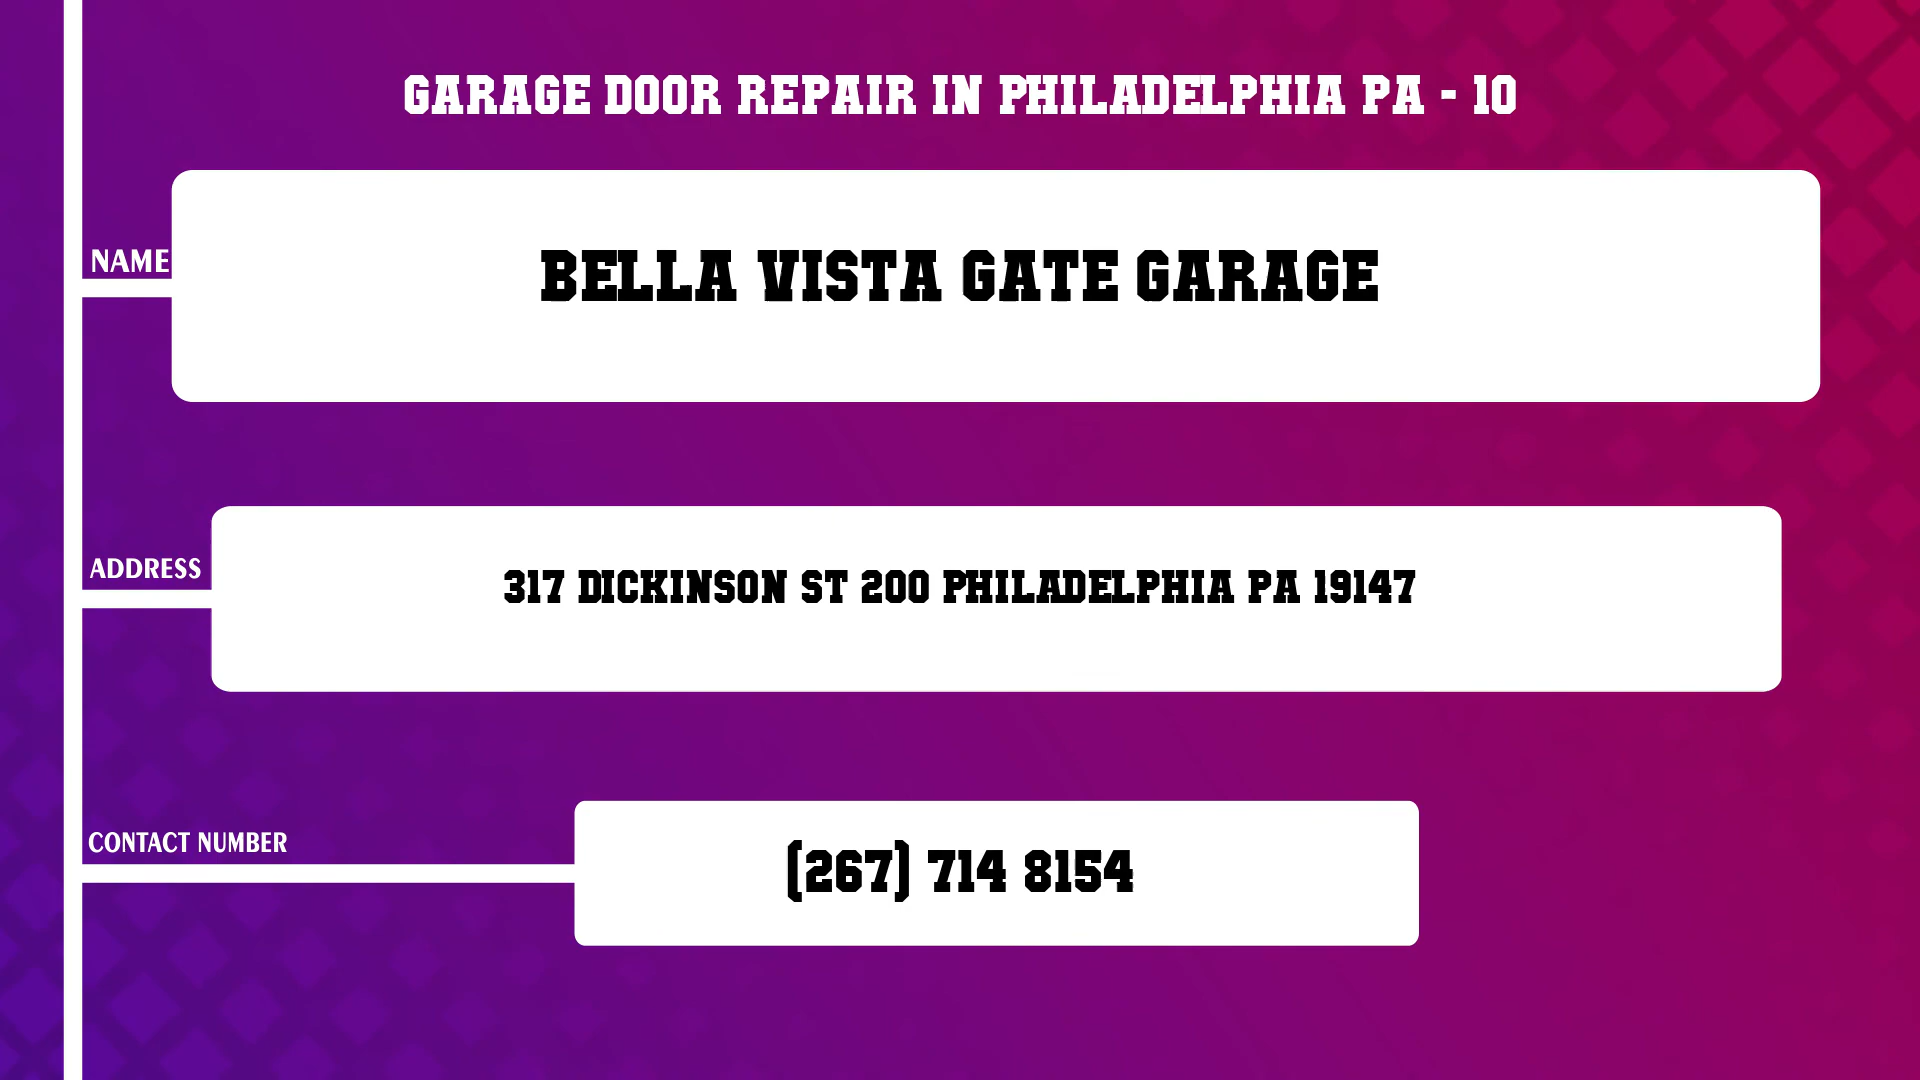 GARAGE DOOR REPAIR IN PHILADELPHIA PA - 10
NAME
BELLA VISTA GATE GARAGE
ADDRESS
317 DICKINSON ST 200 PHILADELPHIA PA 19147
CONTACT NUMBER
(267) 714 8154